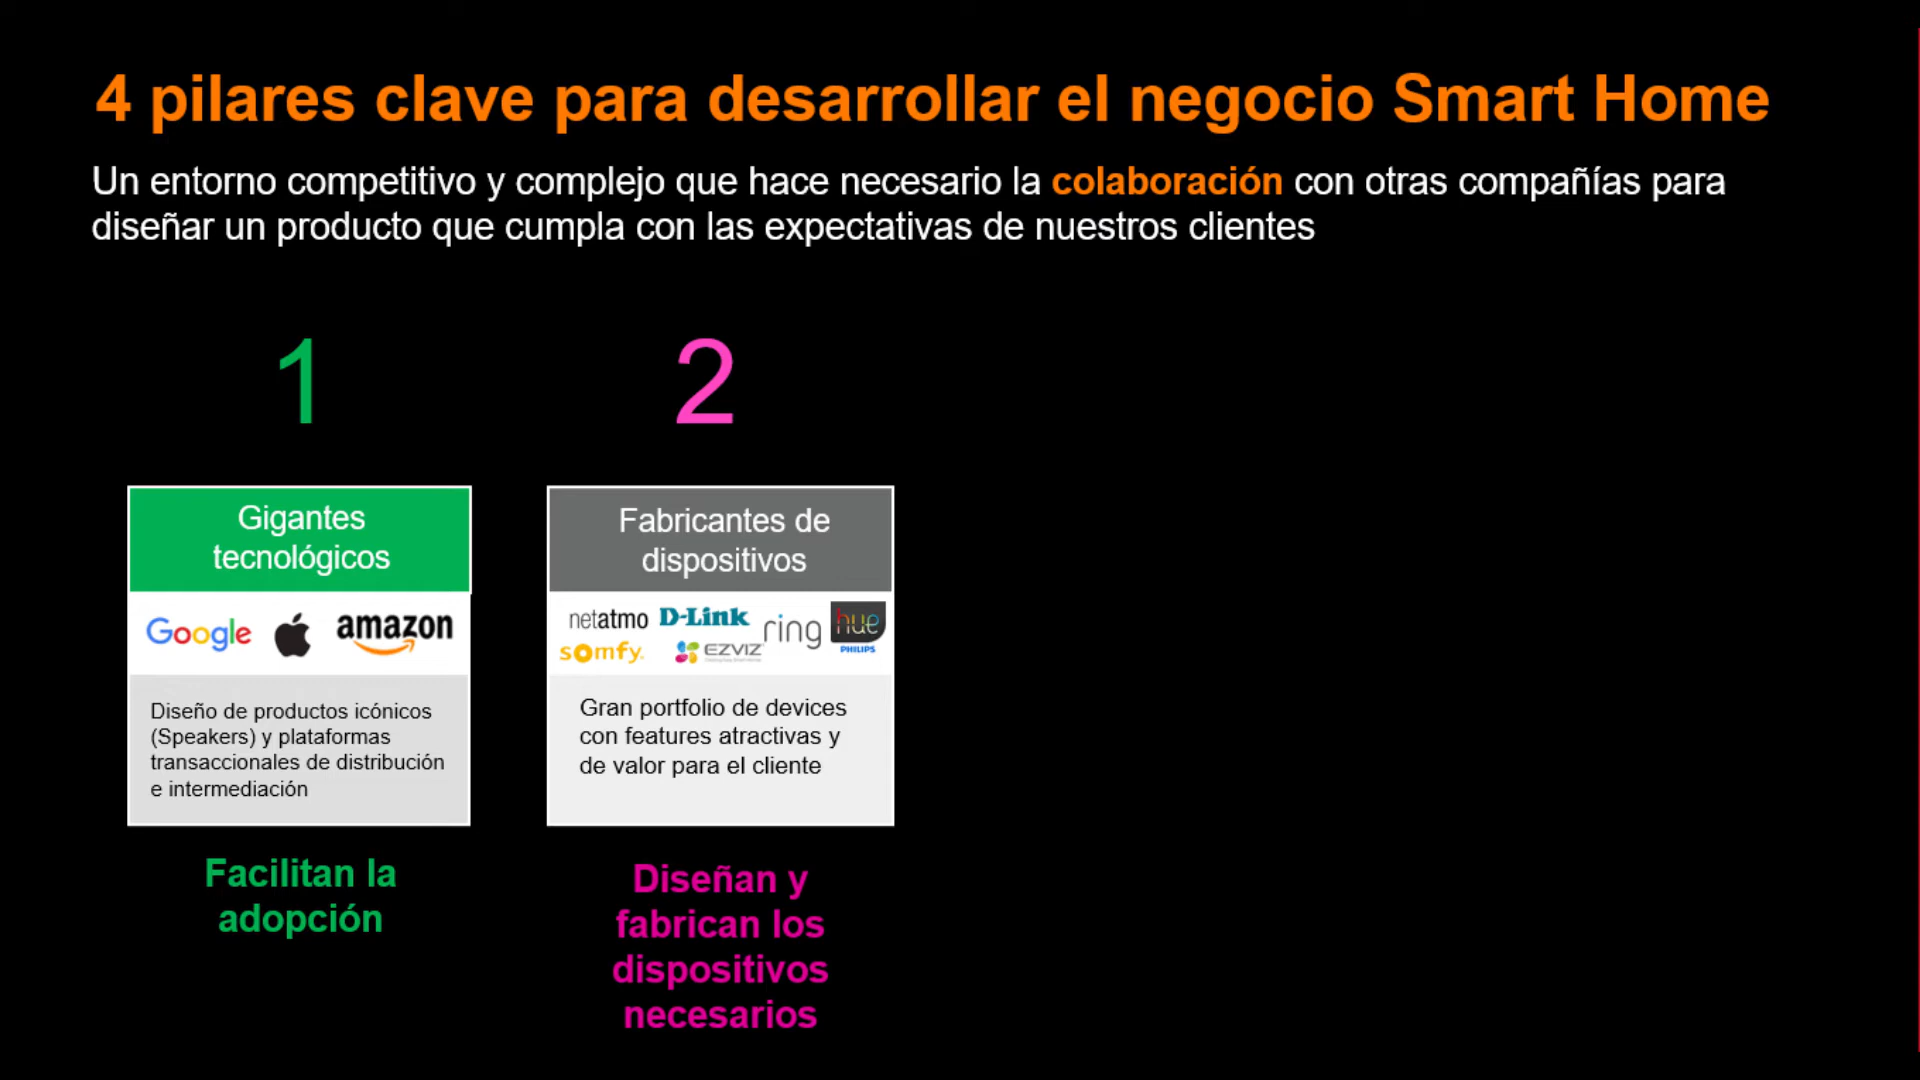 4 pilares clave para desarrollar el negocio Smart Home
Un entorno competitivo y complejo que hace necesario la colaboración con otras compañías para
diseñar un producto que cumpla con las expectativas de nuestros clientes
1
Gigantes
tecnológicos
Google amazon
Diseño de productos icónicos
(Speakers) y plataformas
transaccionales de distribución
e intermediación
Facilitan la
adopción
2
Fabricantes de
dispositivos
netatmo D-Link ring hue
somfy. EZVIZ PHILIPS
Gran portfolio de devices
con features atractivas y
de valor para el cliente
Diseñan y
fabrican los
dispositivos
necesarios